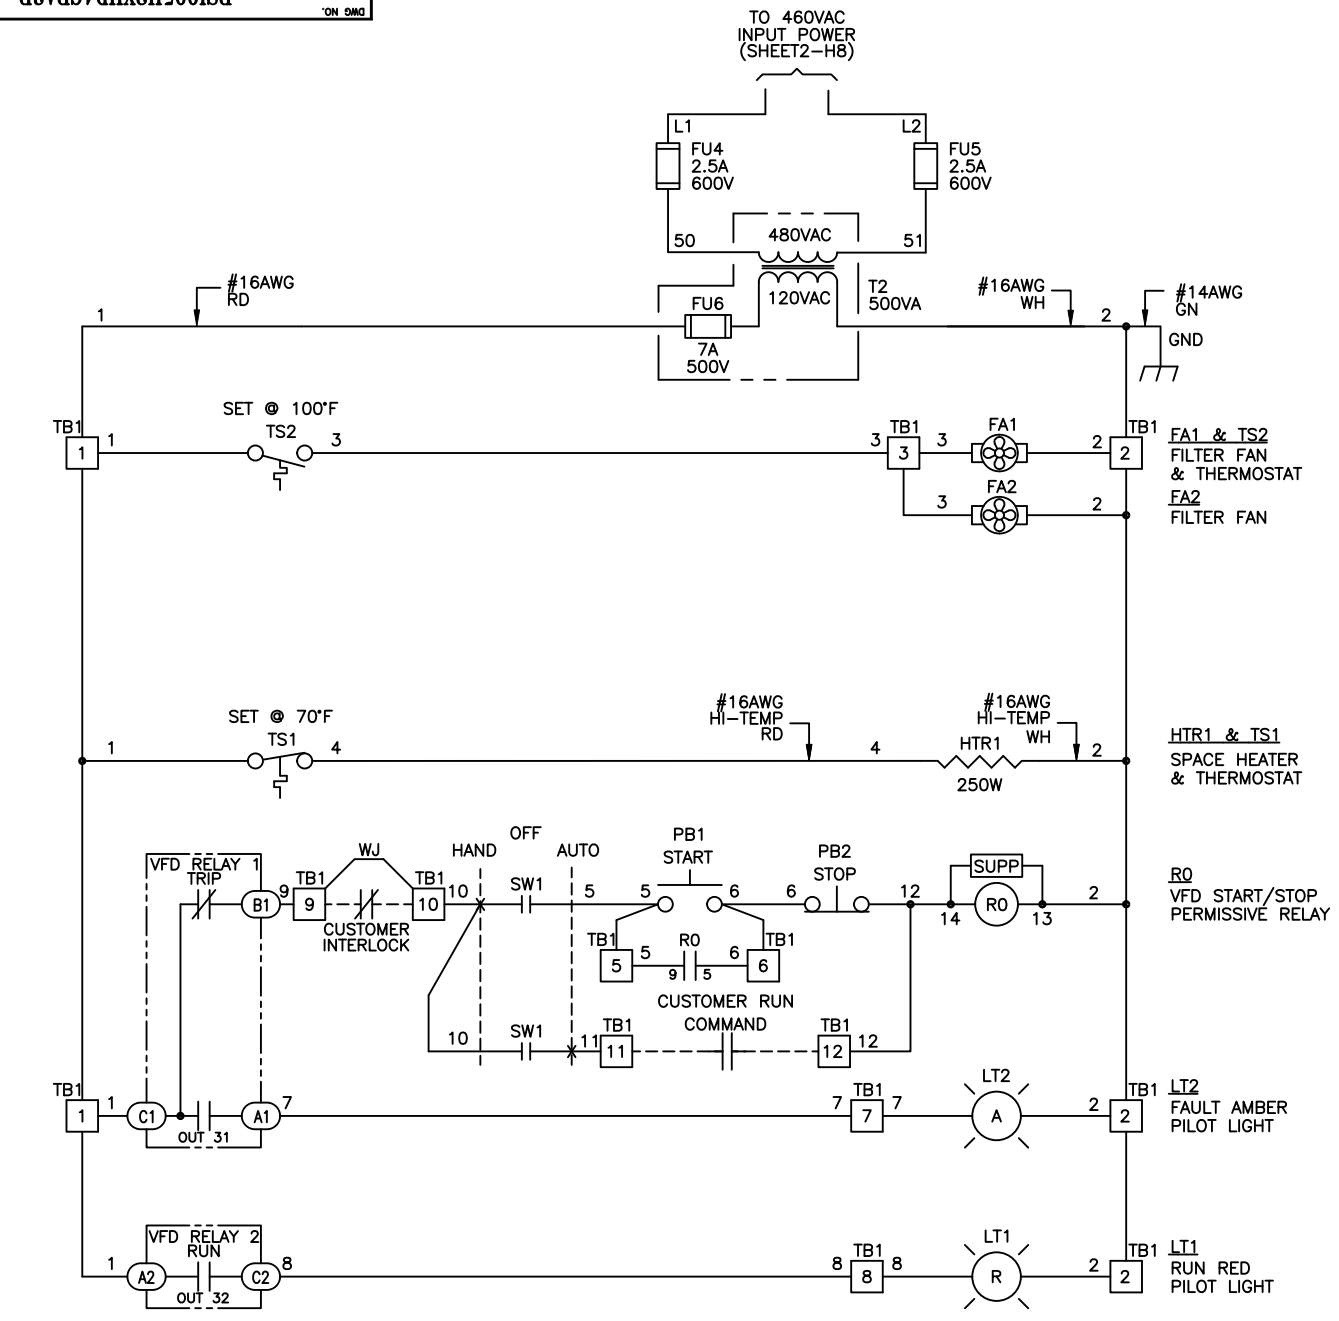 DWG NO.
TO 460VAC
INPUT POWER
(SHEET2-H8)
L1
L2
FU4
2.5A
600V
FU5
2.5A
600V
50
480VAC
51
#16AWG
RD
FU6
120VAC
T2
500VA
#16AWG
WH
#14AWG
GN
1
2
GND
7A
500V
SET @ 100°F
TB1
1
1
TS2
3
3
TB1
3
3
FA1
2
TB1
2
FA1 & TS2
FILTER FAN
& THERMOSTAT
3
FA2
2
FA2
FILTER FAN
SET @ 70°F
1
TS1
4
#16AWG
HI-TEMP
RD
4
#16AWG
HI-TEMP
WH
HTR1
250W
2
HTR1 & TS1
SPACE HEATER
& THERMOSTAT
VFD RELAY 1
TRIP
B1
9
TB1
9
WJ
CUSTOMER
INTERLOCK
TB1
10
10
HAND
OFF
AUTO
SW1
5
5
PB1
START
6
6
PB2
STOP
12
14
SUPP
R0
13
2
R0
VFD START/STOP
PERMISSIVE RELAY
TB1
5
5
R0
9
5
6
TB1
6
CUSTOMER RUN
COMMAND
10
SW1
11
TB1
11
TB1
12
12
TB1
1
1
C1
OUT 31
A1
7
7
TB1
7
7
LT2
A
2
TB1
2
LT2
FAULT AMBER
PILOT LIGHT
VFD RELAY 2
RUN
1
A2
OUT 32
C2
8
8
TB1
8
8
LT1
R
2
TB1
2
LT1
RUN RED
PILOT LIGHT